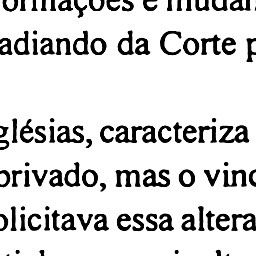 ormações e mudan
adiando da Corte p
glésias, caracteriza
privado, mas o vinc
olicitava essa altera